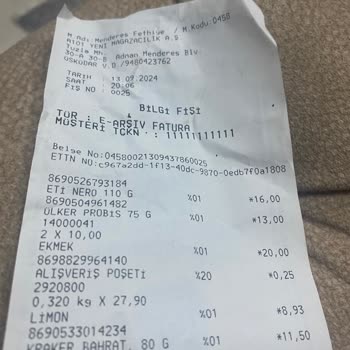 M.Adı: Menderes Fethiye / M.Kodu:0458
A101 YENİ MAĞAZACILIK A.Ş.
Tuzla Mh. Adnan Menderes Blv.
30-A 30-B
ÜSKÜDAR V.D./9480423762
TARİH : 13.07.2024
SAAT : 20:06
FİŞ NO : 0025
BİLGİ FİŞİ
TÜR : E-ARŞİV FATURA
MÜŞTERİ TCKN : 11111111111
Belge No:04580021309437860025
ETTN NO:c967a2dd-1f13-40dc-9870-0edb7f0a1808
8690526793184
ETİ NERO 110 G %01 *16,00
8690504961482
ÜLKER PROBİS 75 G %01 *13,00
14000041
2 X 10,00
EKMEK %01 *20,00
8698829964140
ALIŞVERİŞ POŞETİ %20 *0,25
2920800
0,320 kg X 27,90
LİMON %01 *8,93
8690533014234
KRAKER BAHRAT. 80 G %01 *11,50